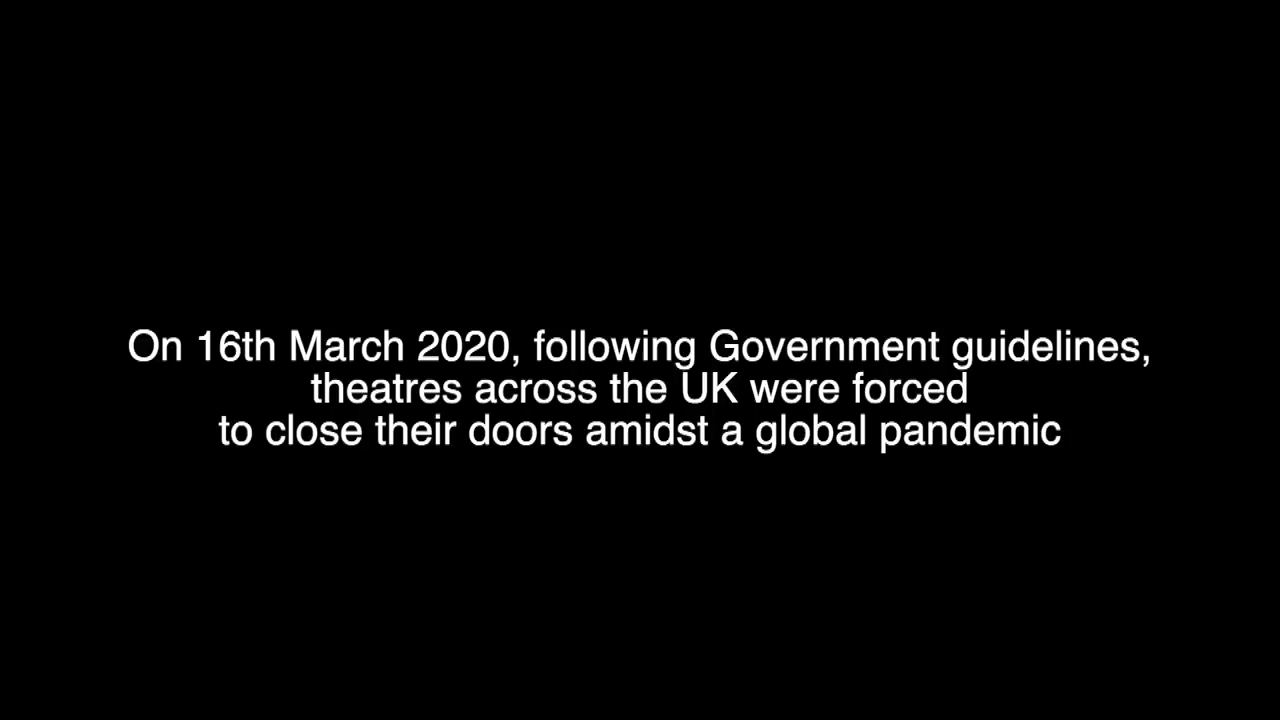 On 16th March 2020, following Government guidelines,
theatres across the UK were forced
to close their doors amidst a global pandemic